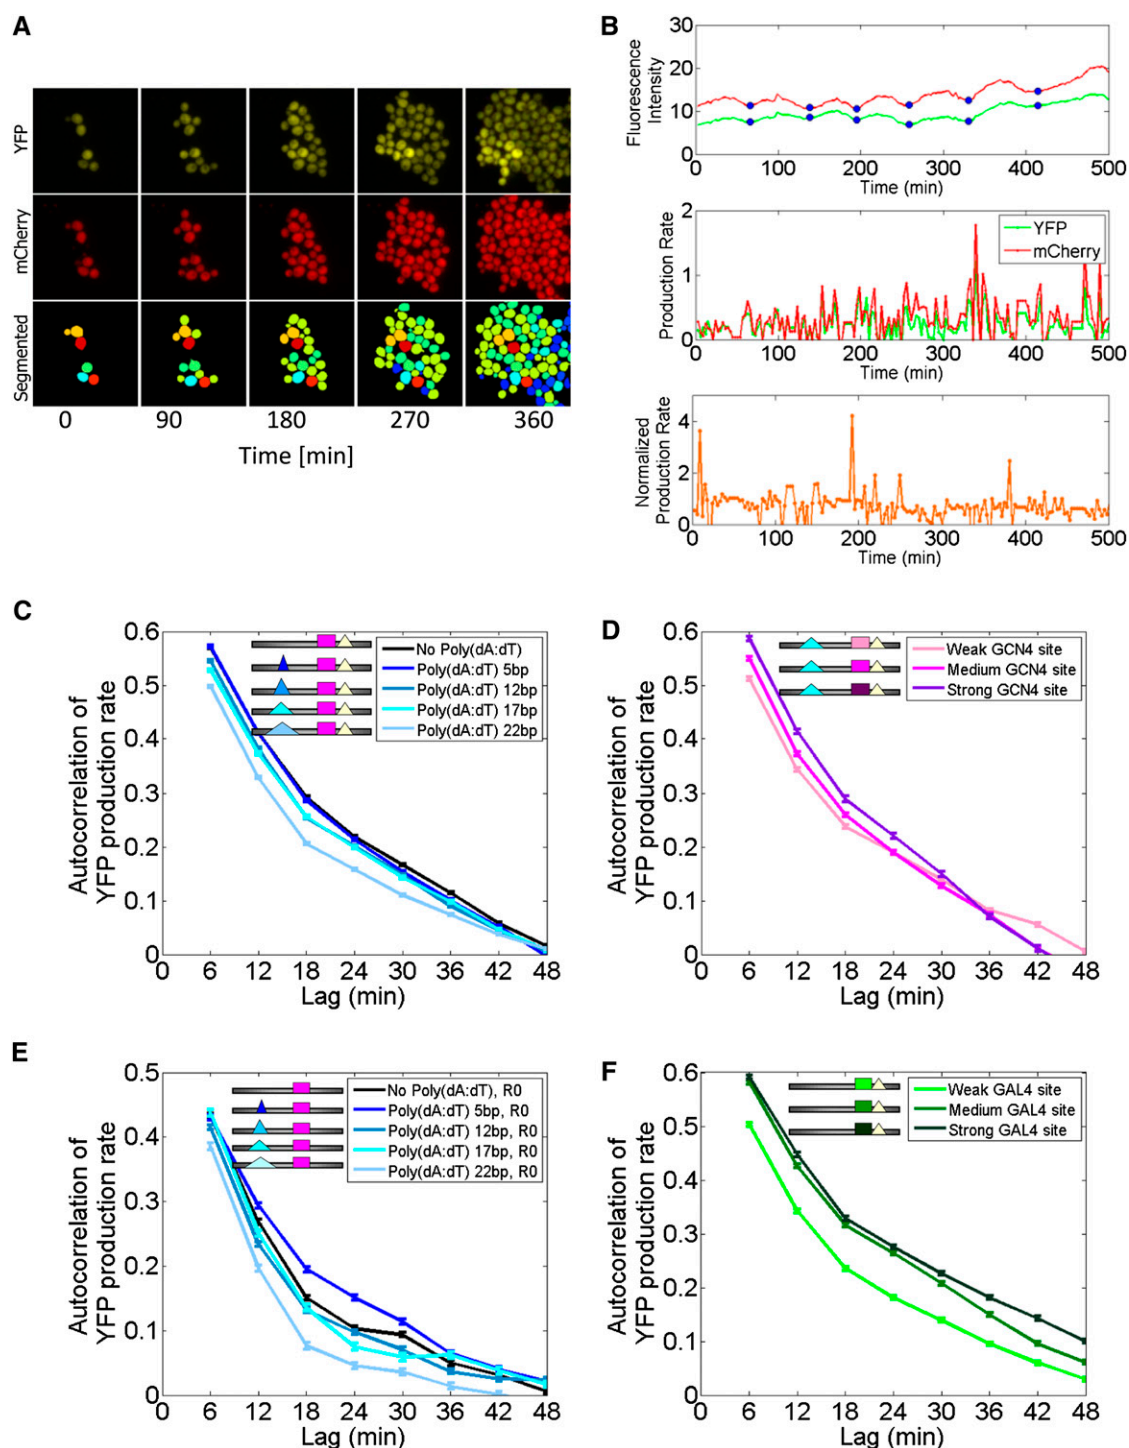 A
YFP
mCherry
Segmented
0 90 180 270 360
Time [min]
B
Fluorescence
Intensity
30
20
10
0
0 100 200 300 400 500
Time (min)
Production Rate
2
1
0
YFP
mCherry
0 100 200 300 400 500
Time (min)
Normalized
Production Rate
4
2
0
0 100 200 300 400 500
Time (min)
C
Autocorrelation of
YFP production rate
0.6
0.5
0.4
0.3
0.2
0.1
0
No Poly(dA:dT)
Poly(dA:dT) 5bp
Poly(dA:dT) 12bp
Poly(dA:dT) 17bp
Poly(dA:dT) 22bp
0 6 12 18 24 30 36 42 48
Lag (min)
D
Autocorrelation of
YFP production rate
0.6
0.5
0.4
0.3
0.2
0.1
0
Weak GCN4 site
Medium GCN4 site
Strong GCN4 site
0 6 12 18 24 30 36 42 48
Lag (min)
E
Autocorrelation of
YFP production rate
0.5
0.4
0.3
0.2
0.1
0
No Poly(dA:dT), R0
Poly(dA:dT) 5bp, R0
Poly(dA:dT) 12bp, R0
Poly(dA:dT) 17bp, R0
Poly(dA:dT) 22bp, R0
0 6 12 18 24 30 36 42 48
Lag (min)
F
Autocorrelation of
YFP production rate
0.6
0.5
0.4
0.3
0.2
0.1
0
Weak GAL4 site
Medium GAL4 site
Strong GAL4 site
0 6 12 18 24 30 36 42 48
Lag (min)